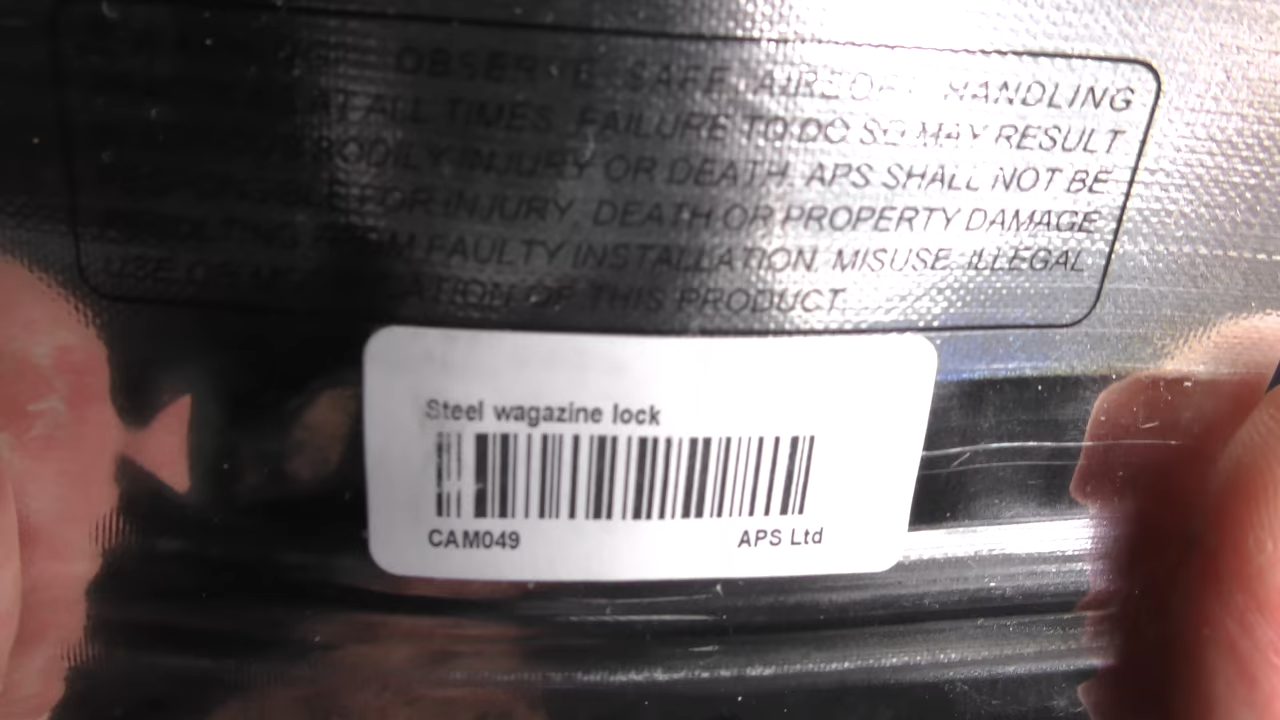 OBSERVE SAFE AIRSOFT HANDLING
AT ALL TIMES. FAILURE TO DO SO MAY RESULT
BODILY INJURY OR DEATH. APS SHALL NOT BE
FOR INJURY, DEATH OR PROPERTY DAMAGE
FAULTY INSTALLATION, MISUSE, ILLEGAL
USE OF THIS PRODUCT.
Steel wagazine lock
CAM049 APS Ltd